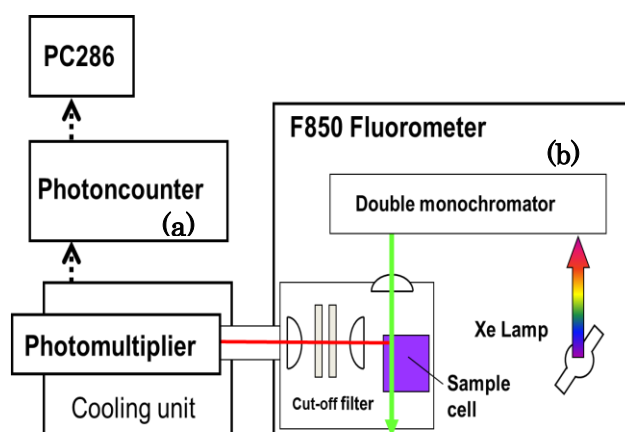 PC286
F850 Fluorometer
(b)
Photoncounter
(a)
Double monochromator
Xe Lamp
Photomultiplier
Sample
cell
Cut-off filter
Cooling unit